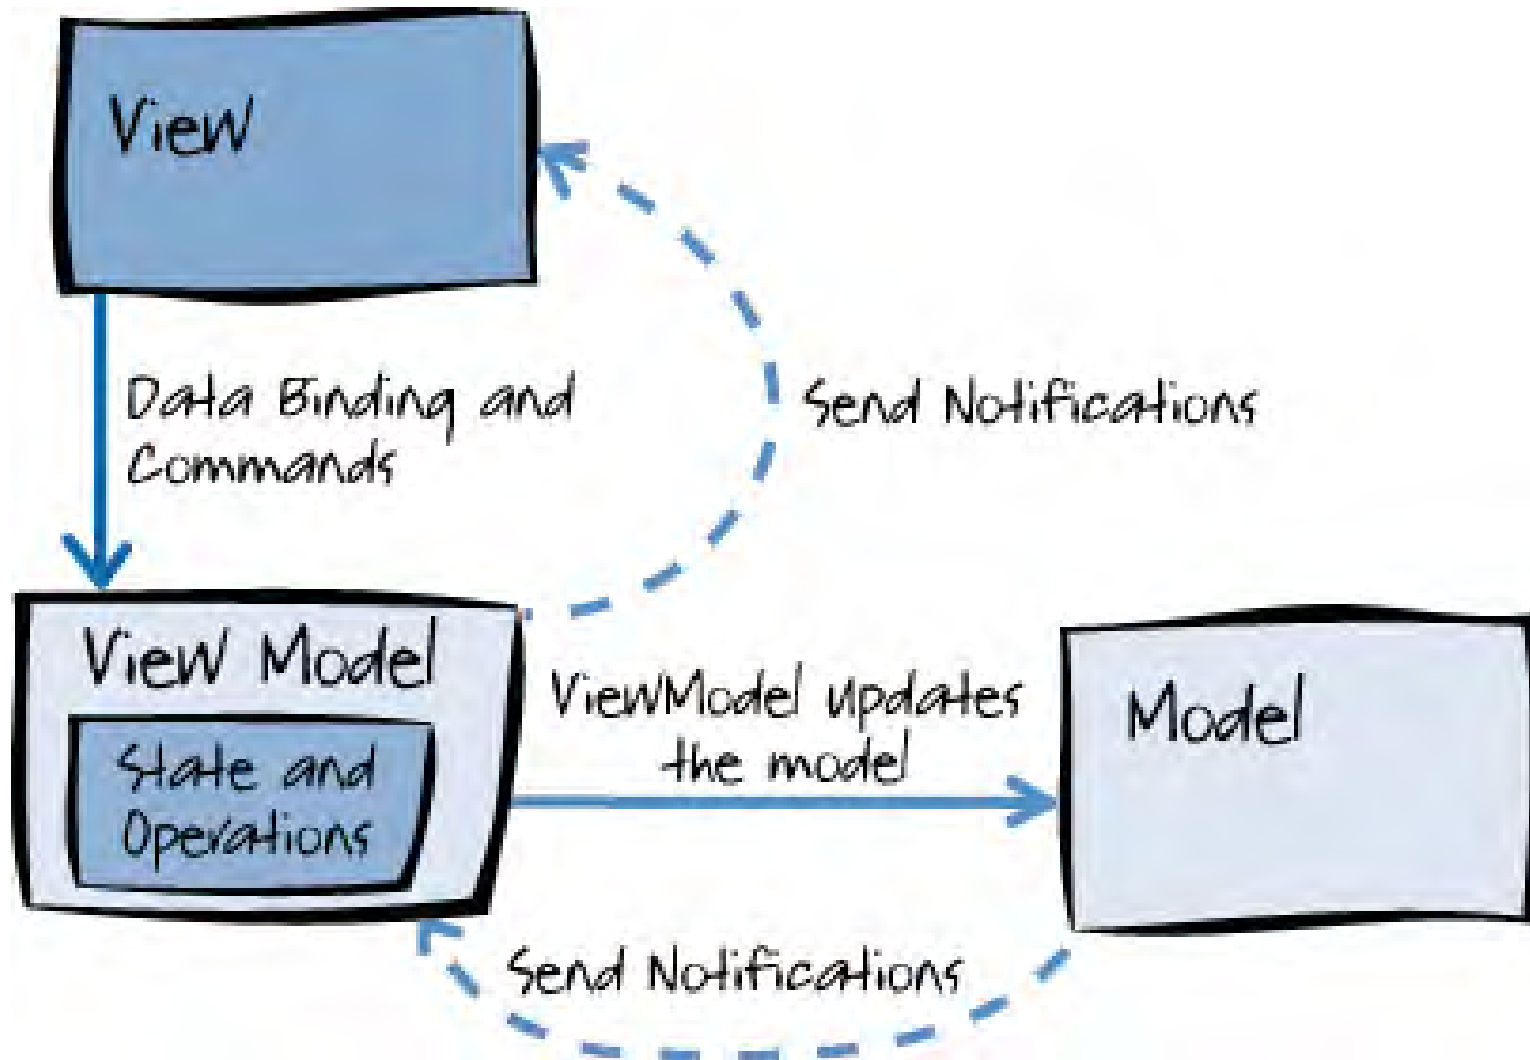 View
Data Binding and
Commands
Send Notifications
View Model
State and
Operations
ViewModel updates
the model
Model
Send Notifications